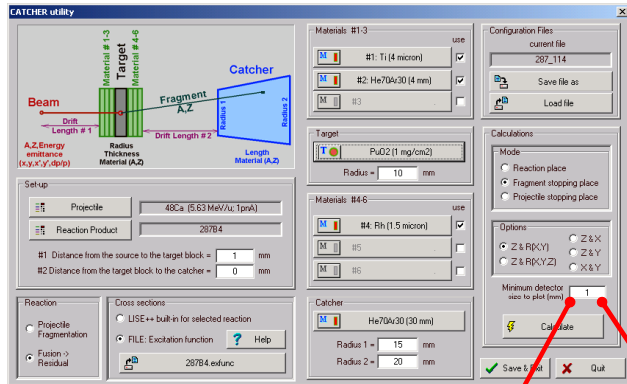 CATCHER utility
Material # 1-3
Target
Material # 4-6
Catcher
Beam
Fragment
A,Z
Radius 1
Radius 2
Drift
Length # 1
Drift Length # 2
A,Z,Energy
emittance
(x,y,x',y',dp/p)
Radius
Thickness
Material (A,Z)
Length
Material (A,Z)
Set-up
Projectile
48Ca (5.63 MeV/u; 1pnA)
Reaction Product
287B4
#1 Distance from the source to the target block = 1 mm
#2 Distance from the target block to the catcher = 0 mm
Reaction
Projectile
Fragmentation
Fusion ->
Residual
Cross sections
LISE++ built-in for selected reaction
FILE: Excitation function
? Help
287B4.exfunc
Materials #1-3
use
M
#1: Ti (4 micron)
M
#2: He70Ar30 (4 mm)
M
#3
Target
T
PuO2 (1 mg/cm2)
Radius = 10 mm
Materials #4-6
use
M
#4: Rh (1.5 micron)
M
#5
M
#6
Catcher
M
He70Ar30 (30 mm)
Radius 1 = 15 mm
Radius 2 = 20 mm
Configuration Files
current file
287_114
Save file as
Load file
Calculations
Mode
Reaction place
Fragment stopping place
Projectile stopping place
Options
Z & R(X,Y)
Z & R(X,Y,Z)
Z & X
Z & Y
X & Y
Minimum detector
size to plot (mm)
1
Calculate
Save & Exit
Quit